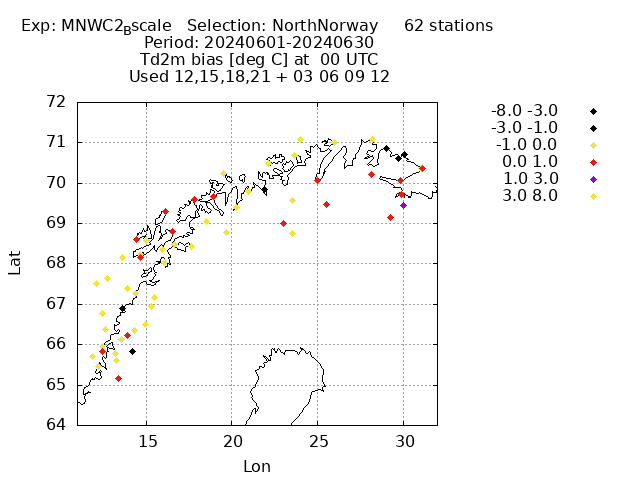 Exp: MNWC2Bscale Selection: NorthNorway 62 stations
Period: 20240601-20240630
Td2m bias [deg C] at 00 UTC
Used 12,15,18,21 + 03 06 09 12
-8.0 -3.0
-3.0 -1.0
-1.0 0.0
0.0 1.0
1.0 3.0
3.0 8.0
72
71
70
69
68
67
66
65
64
Lat
15 20 25 30
Lon